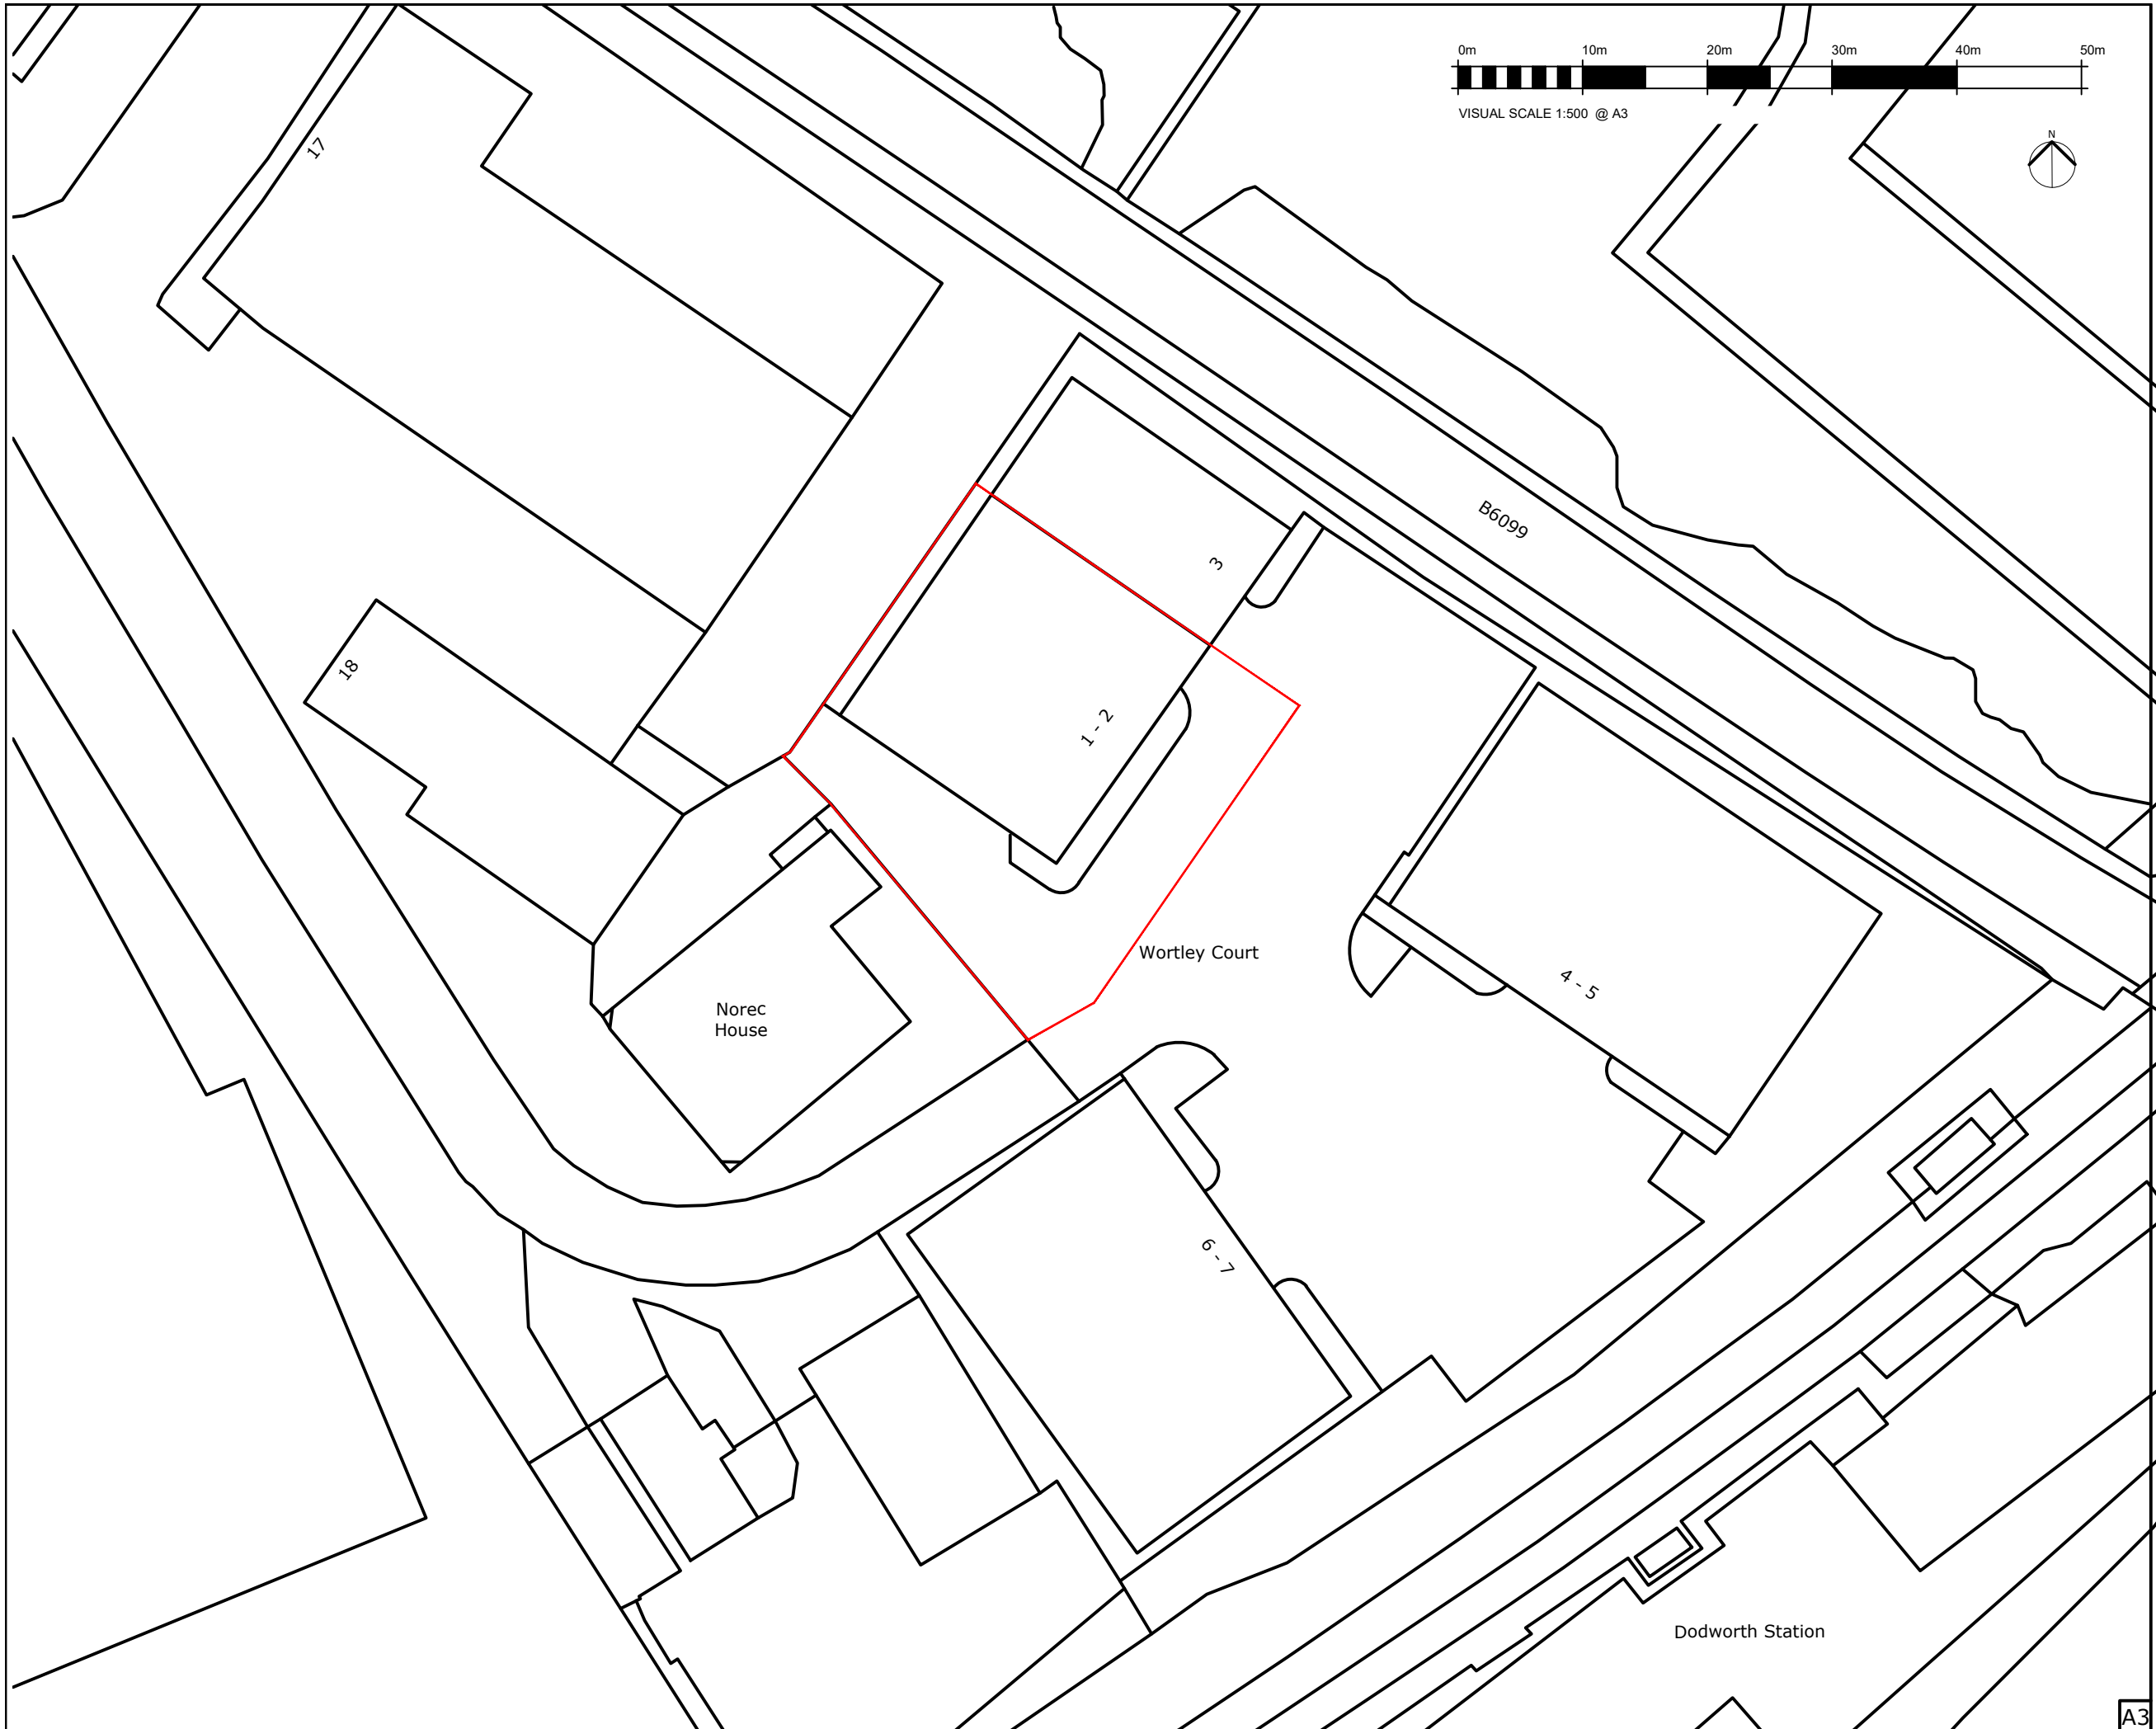 0m 10m 20m 30m 40m 50m
VISUAL SCALE 1:500 @ A3
N
17
B6099
3
18
1 - 2
Wortley Court
4 - 5
Norec
House
6 - 7
Dodworth Station
A3